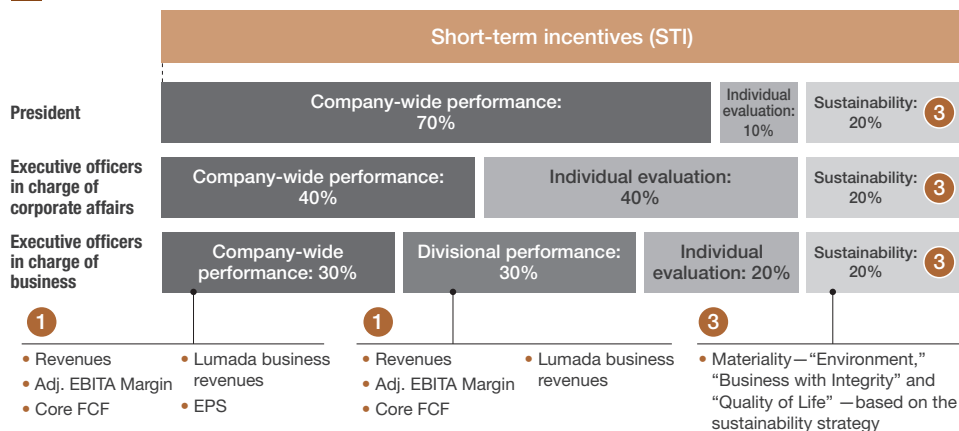 Short-term incentives (STI)
President
Company-wide performance:
70%
Individual
evaluation:
10%
Sustainability:
20%
3
Executive officers
in charge of
corporate affairs
Company-wide performance:
40%
Individual evaluation:
40%
Sustainability:
20%
3
Executive officers
in charge of
business
Company-wide
performance: 30%
Divisional performance:
30%
Individual
evaluation: 20%
Sustainability:
20%
3
1
• Revenues
• Adj. EBITA Margin
• Core FCF
• Lumada business
revenues
• EPS
1
• Revenues
• Adj. EBITA Margin
• Core FCF
• Lumada business
revenues
3
• Materiality—“Environment,”
“Business with Integrity” and
“Quality of Life” —based on the
sustainability strategy